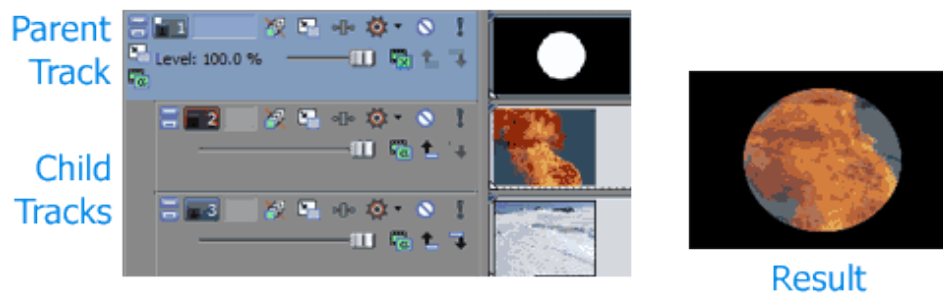 Parent
Track
1
Level: 100.0 %
2
Child
Tracks
3
Result